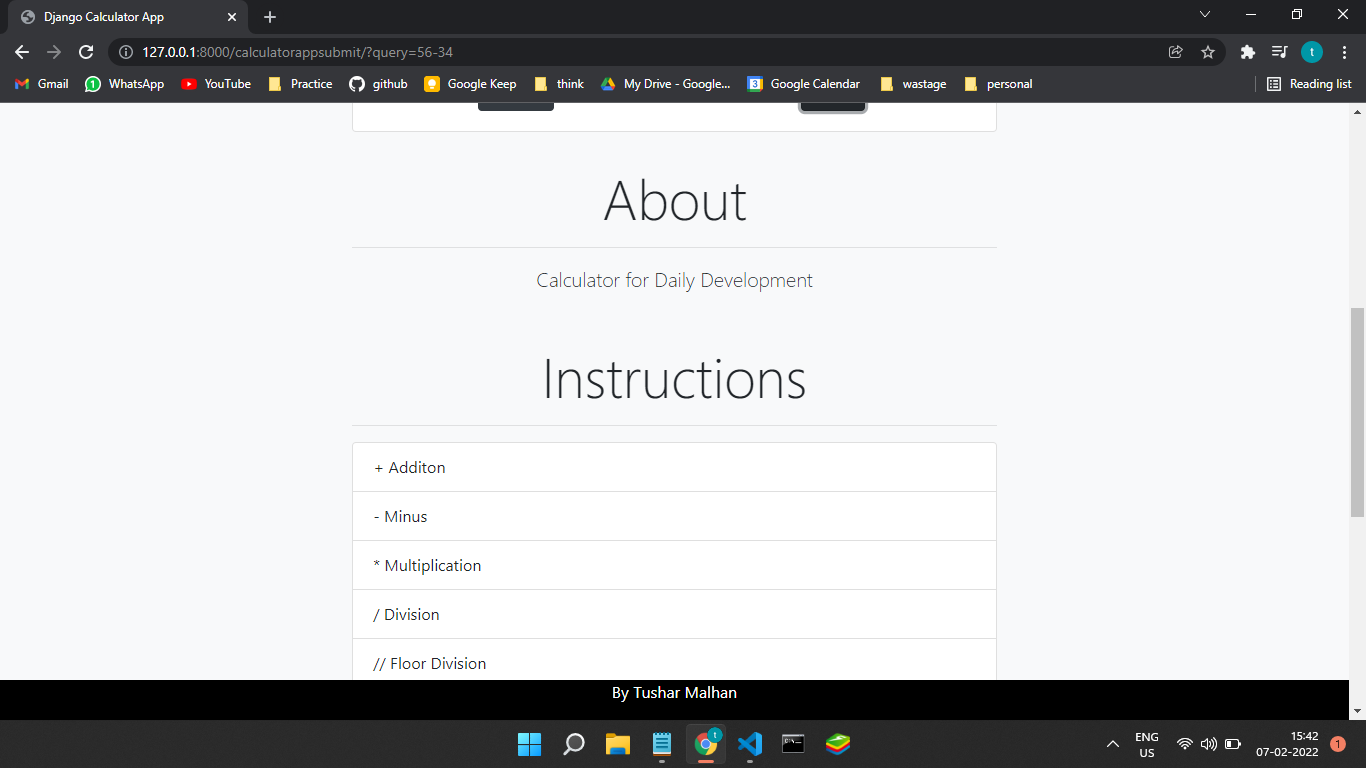 Django Calculator App
127.0.0.1:8000/calculatorappsubmit/?query=56-34
t
Gmail
1 WhatsApp
YouTube
Practice
github
Google Keep
think
My Drive - Google...
3 Google Calendar
wastage
personal
Reading list
About
Calculator for Daily Development
Instructions
+ Additon
- Minus
* Multiplication
/ Division
// Floor Division
By Tushar Malhan
t
ENG
US
15:42
07-02-2022
1